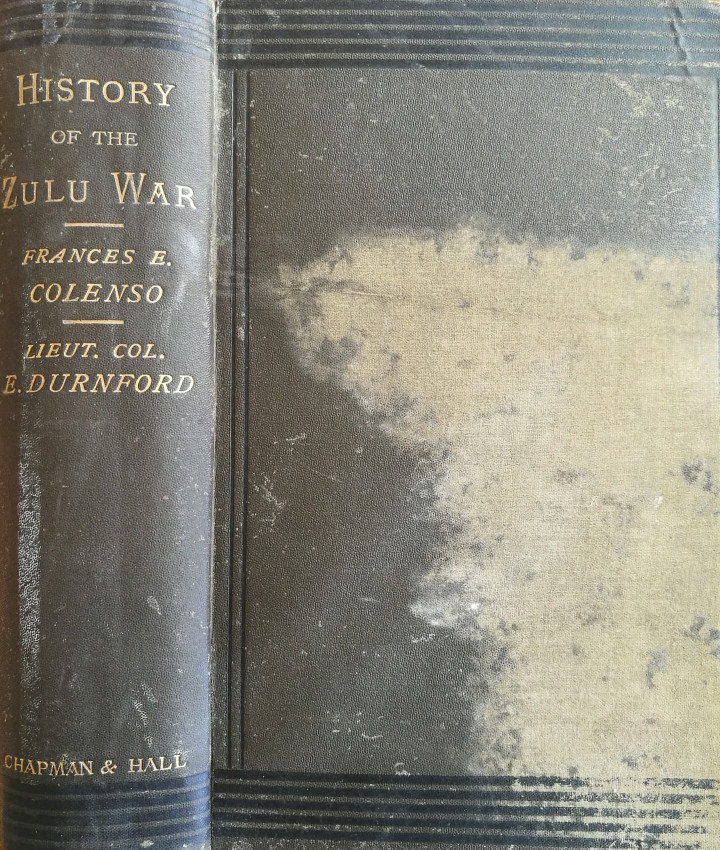 HISTORY
OF THE
ZULU WAR
FRANCES E.
COLENSO
LIEUT. COL.
E. DURNFORD
CHAPMAN & HALL